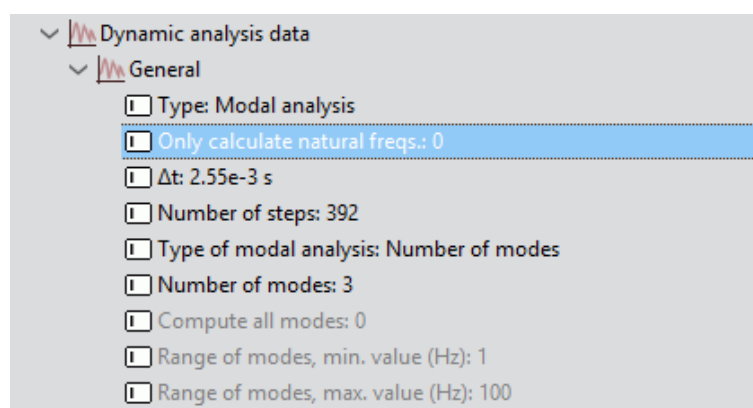 Dynamic analysis data
General
Type: Modal analysis
Only calculate natural freqs.: 0
Δt: 2.55e-3 s
Number of steps: 392
Type of modal analysis: Number of modes
Number of modes: 3
Compute all modes: 0
Range of modes, min. value (Hz): 1
Range of modes, max. value (Hz): 100